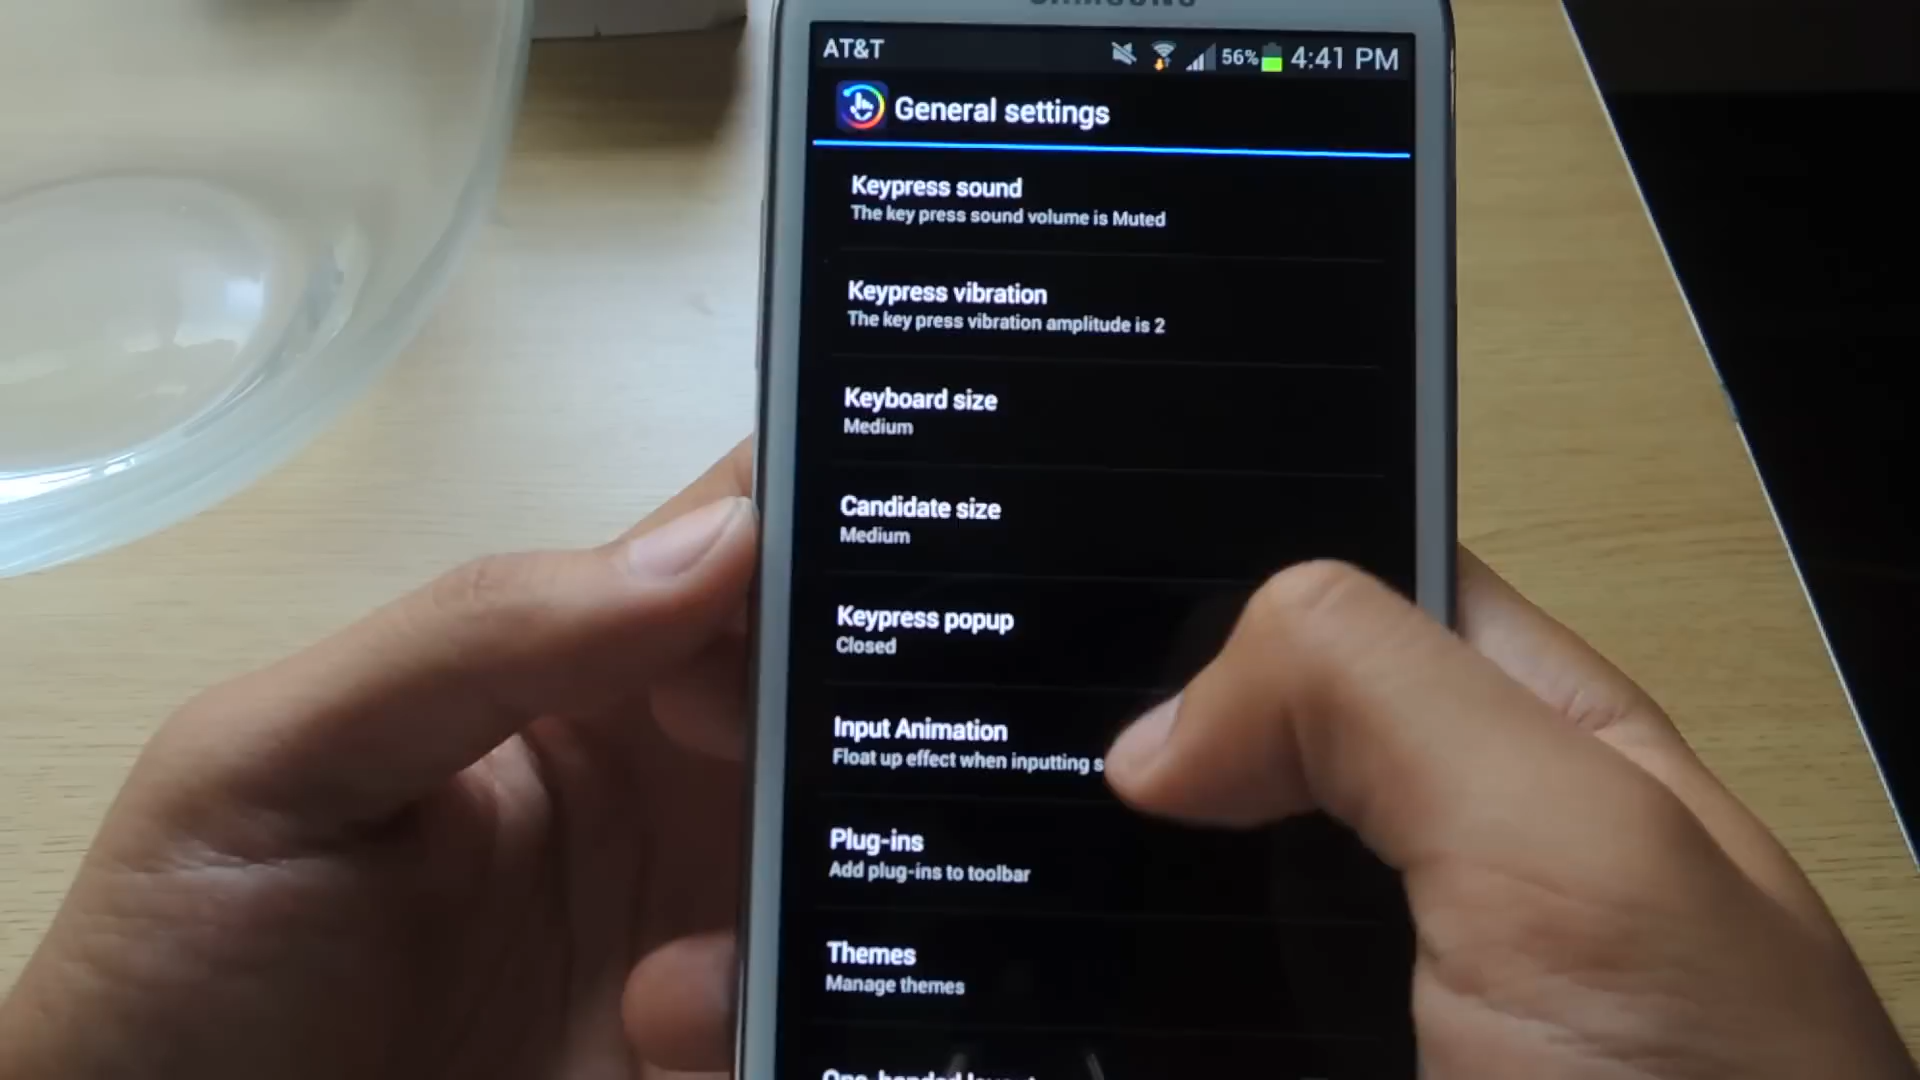 SAMSUNG
AT&T 56% 4:41 PM
General settings
Keypress sound
The key press sound volume is Muted
Keypress vibration
The key press vibration amplitude is 2
Keyboard size
Medium
Candidate size
Medium
Keypress popup
Closed
Input Animation
Float up effect when inputting s
Plug-ins
Add plug-ins to toolbar
Themes
Manage themes